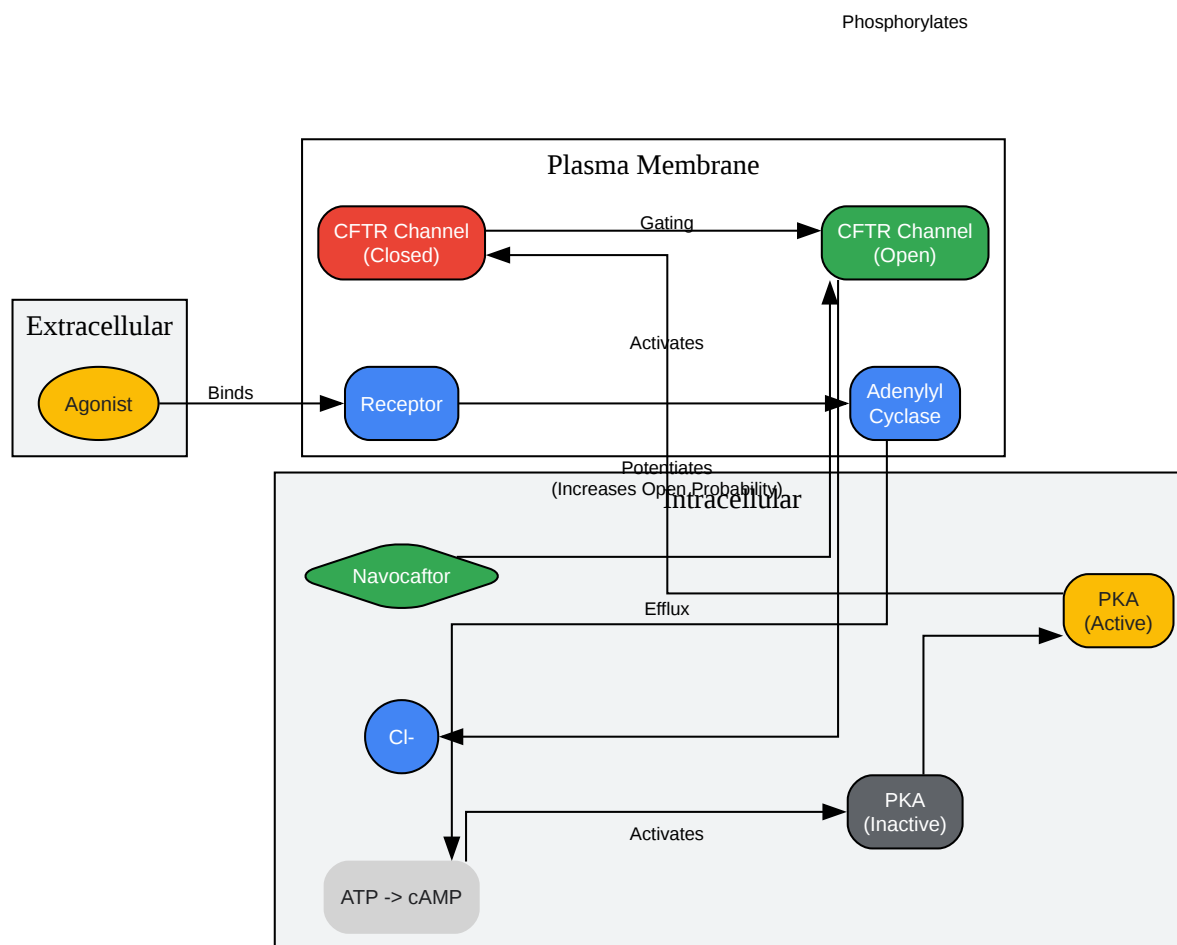 Phosphorylates
Plasma Membrane
CFTR Channel
(Closed)
Gating
CFTR Channel
(Open)
Extracellular
Agonist
Binds
Receptor
Activates
Adenylyl
Cyclase
Potentiates
(Increases Open Probability)
Intracellular
Navocaftor
Efflux
PKA
(Active)
Cl-
PKA
(Inactive)
Activates
ATP -> cAMP